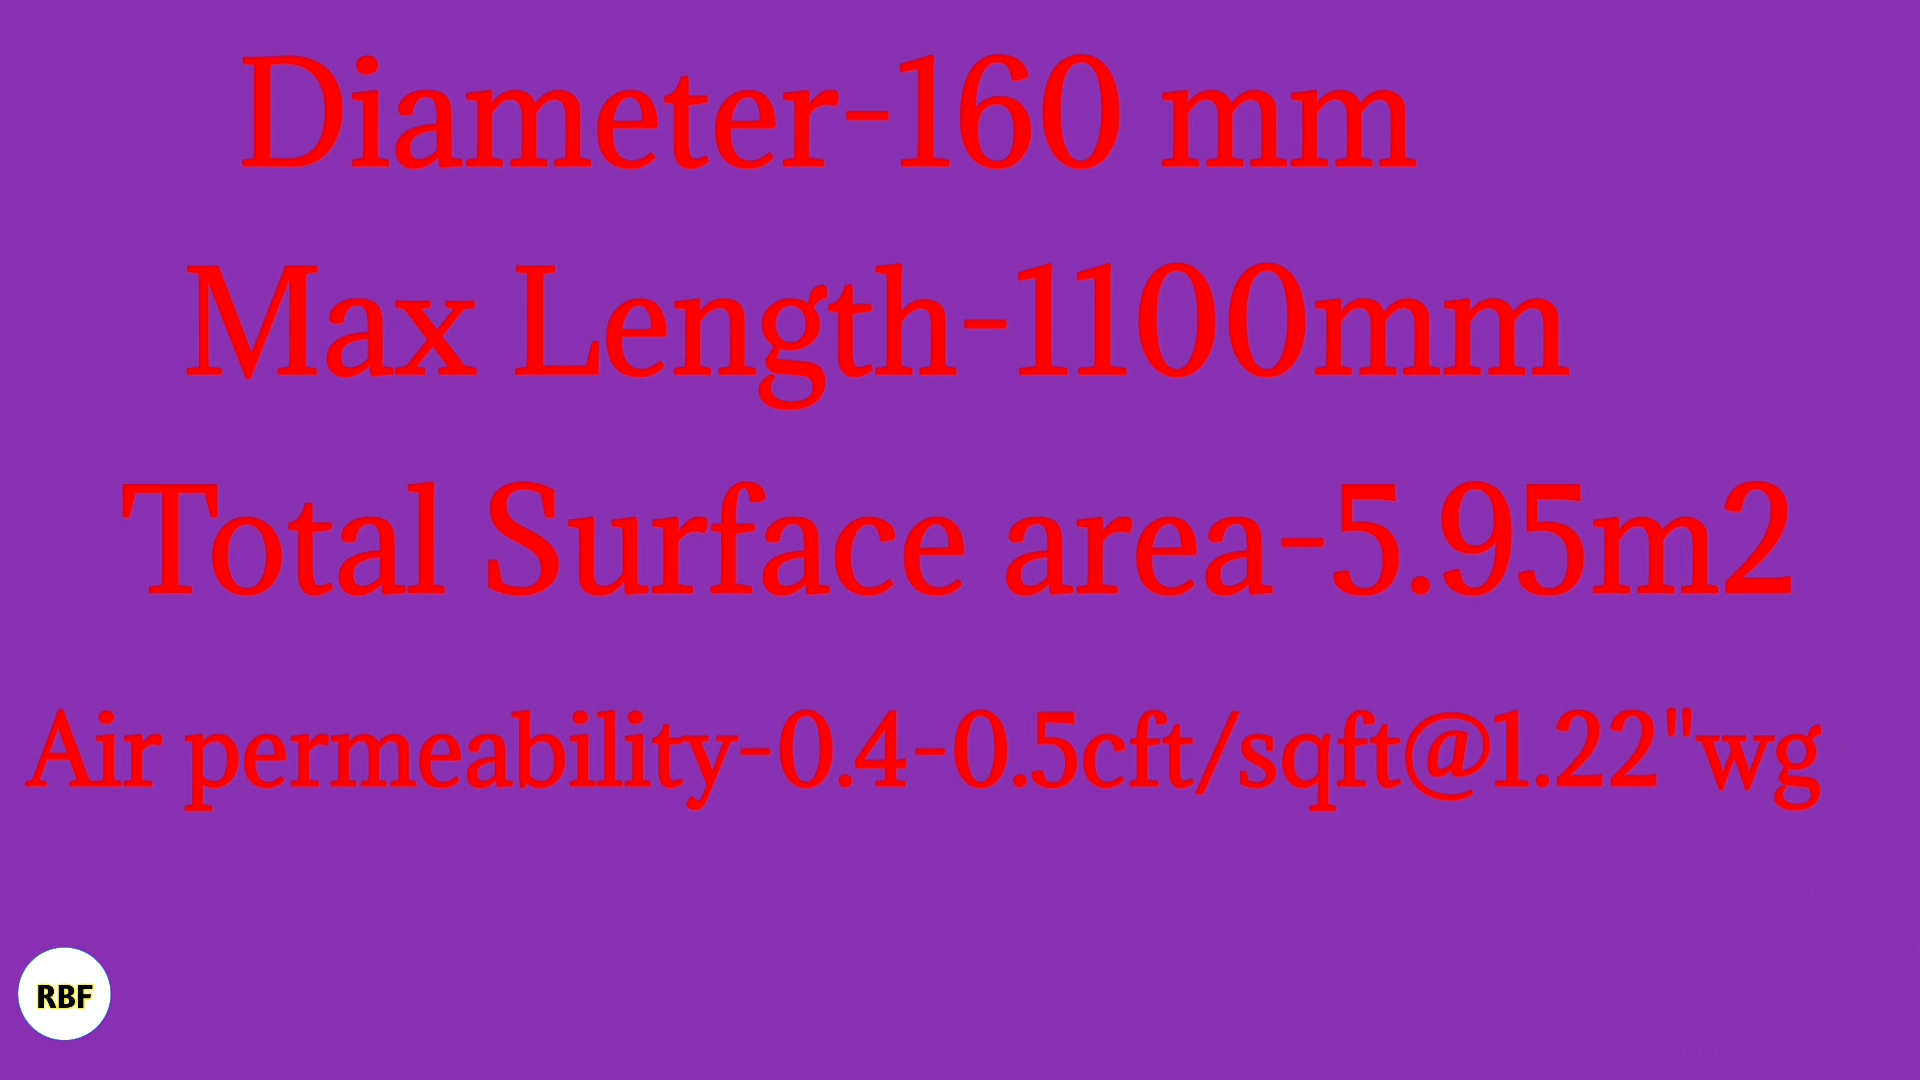 Diameter-160 mm
Max Length-1100mm
Total Surface area-5.95m2
Air permeability-0.4-0.5cft/sqft@1.22"wg
RBF